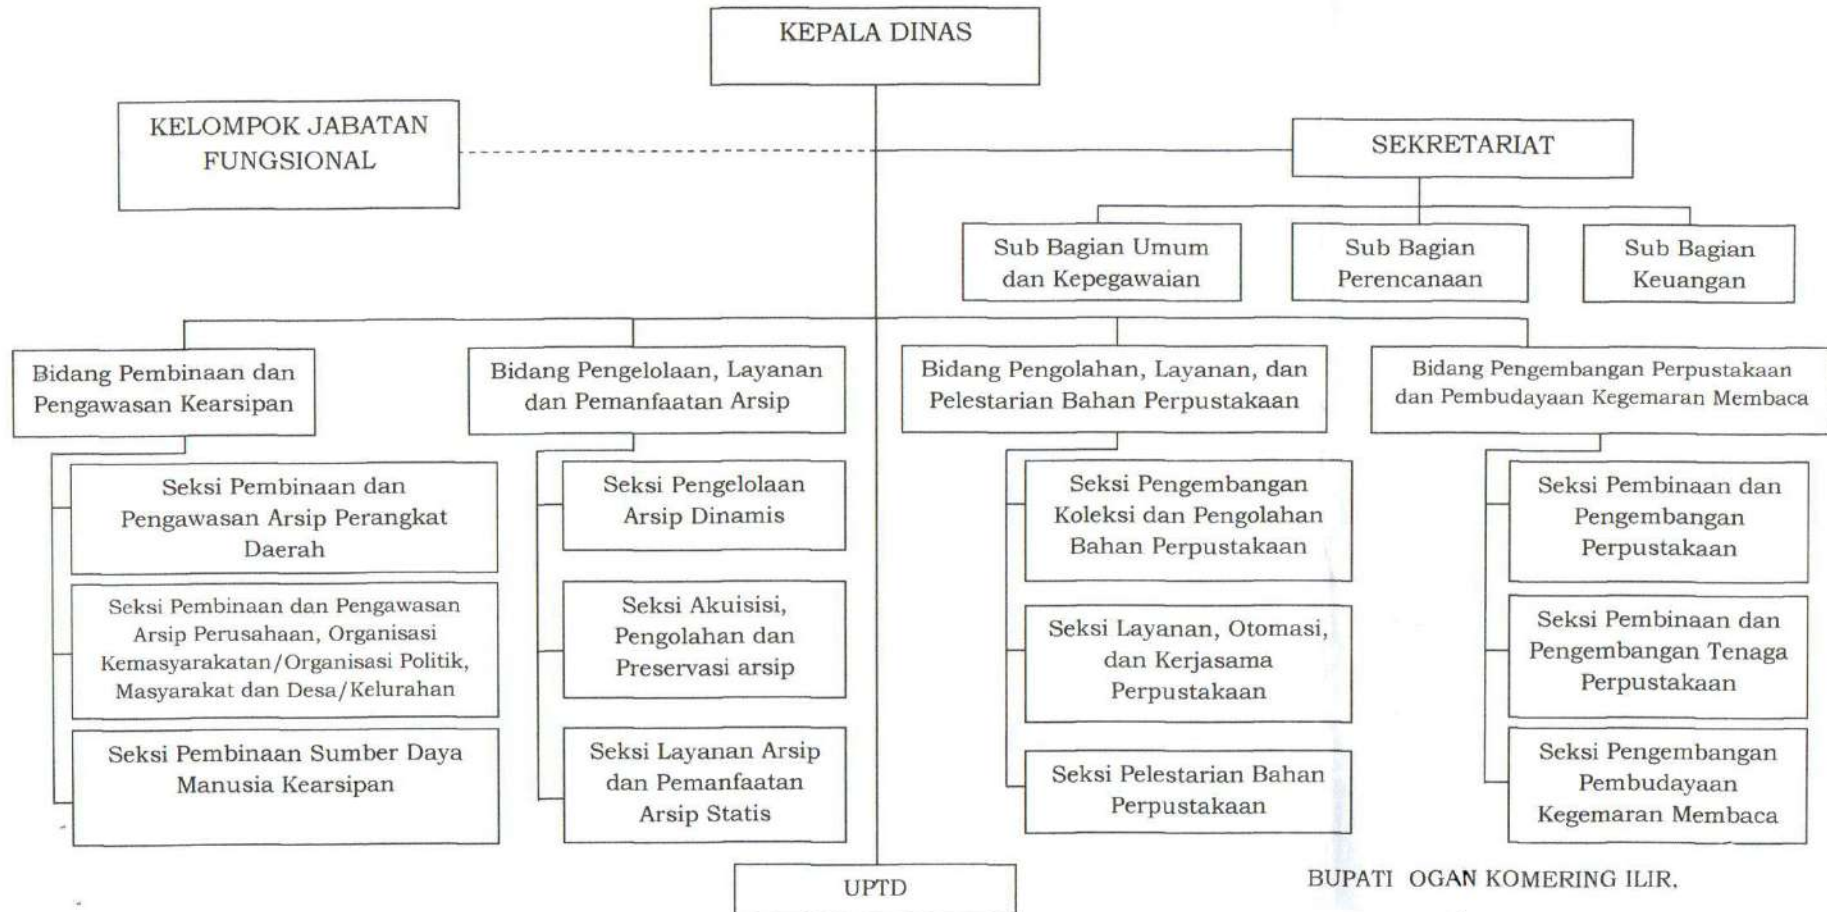 KEPALA DINAS
KELOMPOK JABATAN
FUNGSIONAL
SEKRETARIAT
Sub Bagian Umum
dan Kepegawaian
Sub Bagian
Perencanaan
Sub Bagian
Keuangan
Bidang Pembinaan dan
Pengawasan Kearsipan
Bidang Pengelolaan, Layanan
dan Pemanfaatan Arsip
Bidang Pengolahan, Layanan, dan
Pelestarian Bahan Perpustakaan
Bidang Pengembangan Perpustakaan
dan Pembudayaan Kegemaran Membaca
Seksi Pembinaan dan
Pengawasan Arsip Perangkat
Daerah
Seksi Pembinaan dan Pengawasan
Arsip Perusahaan, Organisasi
Kemasyarakatan/Organisasi Politik,
Masyarakat dan Desa/Kelurahan
Seksi Pembinaan Sumber Daya
Manusia Kearsipan
Seksi Pengelolaan
Arsip Dinamis
Seksi Akuisisi,
Pengolahan dan
Preservasi arsip
Seksi Layanan Arsip
dan Pemanfaatan
Arsip Statis
Seksi Pengembangan
Koleksi dan Pengolahan
Bahan Perpustakaan
Seksi Layanan, Otomasi,
dan Kerjasama
Perpustakaan
Seksi Pelestarian Bahan
Perpustakaan
Seksi Pembinaan dan
Pengembangan
Perpustakaan
Seksi Pembinaan dan
Pengembangan Tenaga
Perpustakaan
Seksi Pengembangan
Pembudayaan
Kegemaran Membaca
UPTD
BUPATI OGAN KOMERING ILIR,